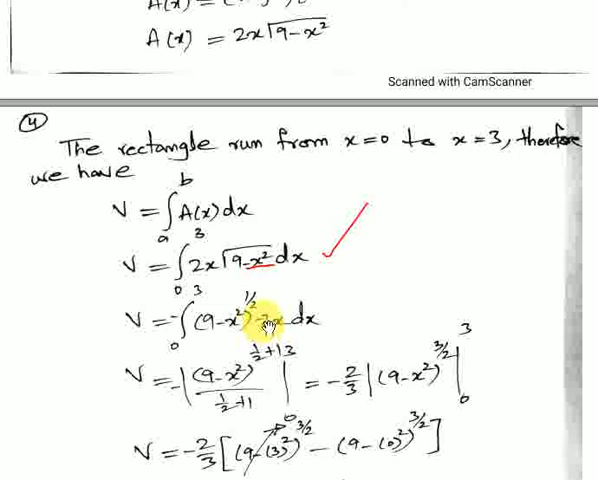 A(x) = 2x√9-x²
Scanned with CamScanner
④
The rectangle run from x=0 to x=3, therefore
we have
V = ∫ₐᵇ A(x)dx
V = ∫₀³ 2x√9-x² dx
V = -∫₀³ (9-x²)^1/2 -2x dx
V = -|(9-x²)^1/2+1 / 1/2+1|³ = -2/3 |(9-x²)^3/2|₀³
V = -2/3 [(9-(3)²)^3/2 - (9-(0)²)^3/2]